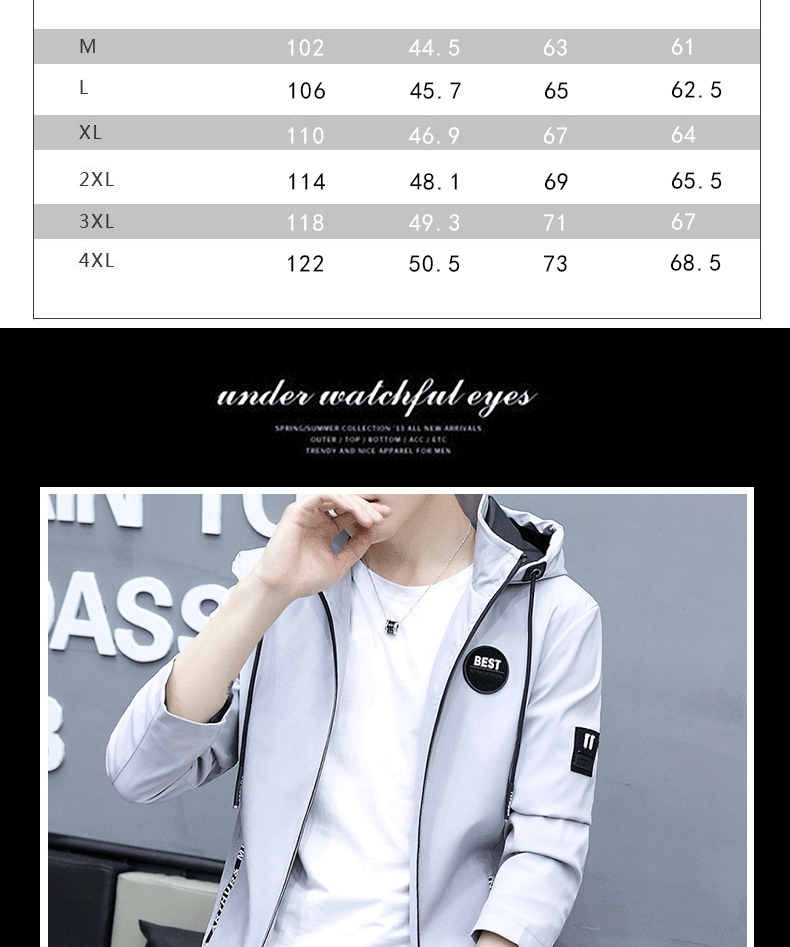 M 102 44.5 63 61
L 106 45.7 65 62.5
XL 110 46.9 67 64
2XL 114 48.1 69 65.5
3XL 118 49.3 71 67
4XL 122 50.5 73 68.5
under watchful eyes
SPRING/SUMMER COLLECTION '13 ALL NEW ARRIVALS
OUTER / TOP / BOTTOM / ACC / ETC
TRENDY AND NICE APPAREL FOR MEN
AIN TO
ASS
BEST